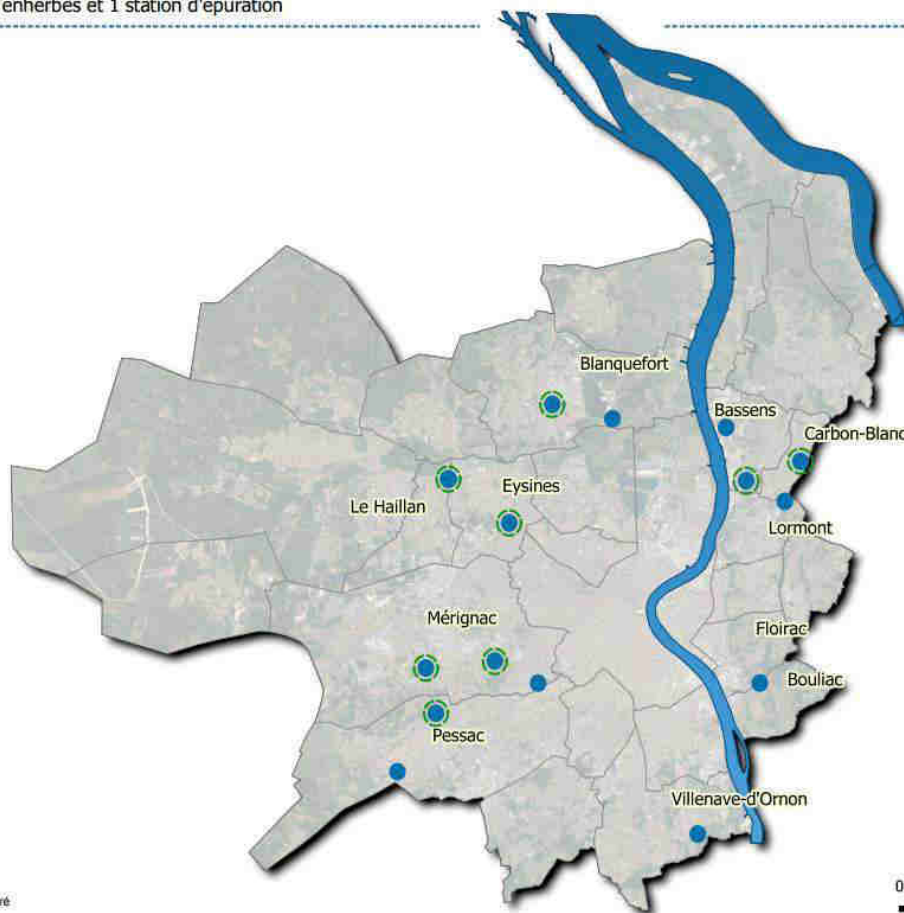 enherbés et 1 station d'épuration
Blanquefort
Bassens
Carbon-Blanc
Eysines
Le Haillan
Lormont
Mérignac
Floirac
Bouliac
Pessac
Villenave-d'Ornon
0